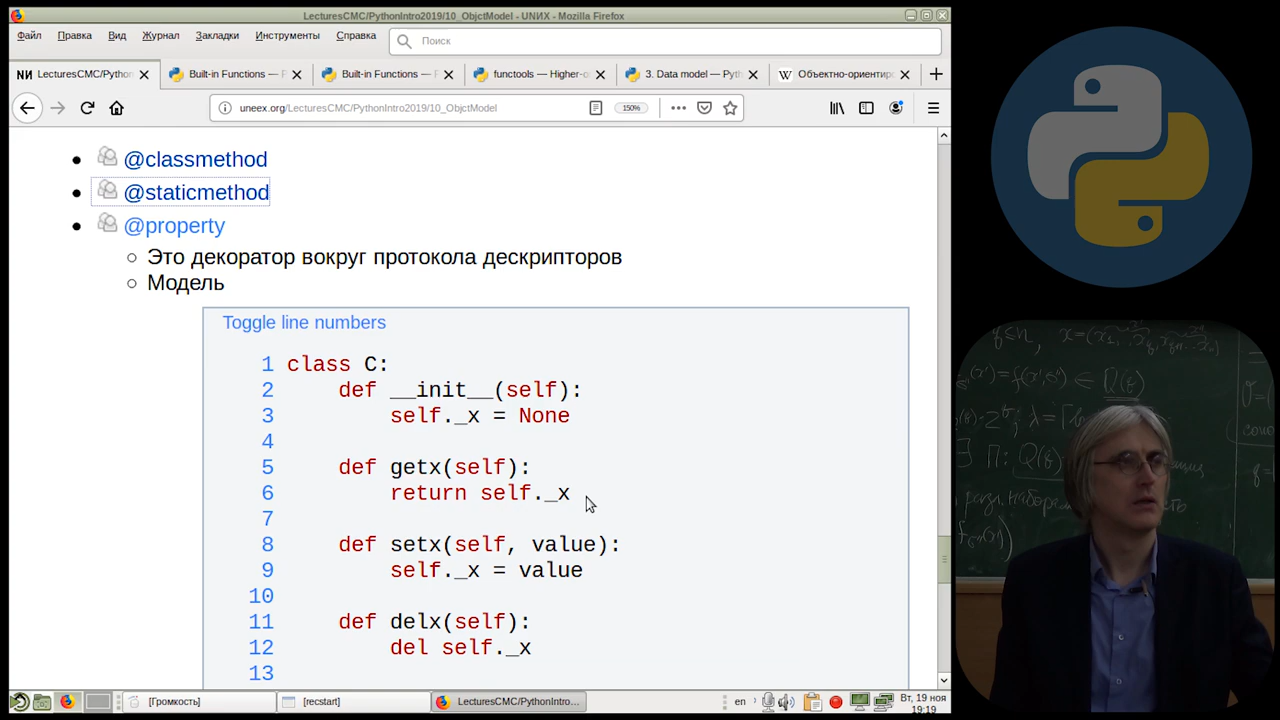 LecturesCMC/PythonIntro2019/10_ObjctModel - UNИX - Mozilla Firefox
Файл Правка Вид Журнал Закладки Инструменты Справка Поиск
NИ LecturesCMC/Python Built-in Functions — Built-in Functions — functools — Higher-o 3. Data model — Pyth W Объектно-ориентир
uneex.org/LecturesCMC/PythonIntro2019/10_ObjctModel 150%
@classmethod
@staticmethod
@property
Это декоратор вокруг протокола дескрипторов
Модель
Toggle line numbers
1 class C:
2 def __init__(self):
3 self._x = None
4
5 def getx(self):
6 return self._x
7
8 def setx(self, value):
9 self._x = value
10
11 def delx(self):
12 del self._x
13
[Громкость] [recstart] LecturesCMC/PythonIntro... en Вт, 19 ноя
19:19